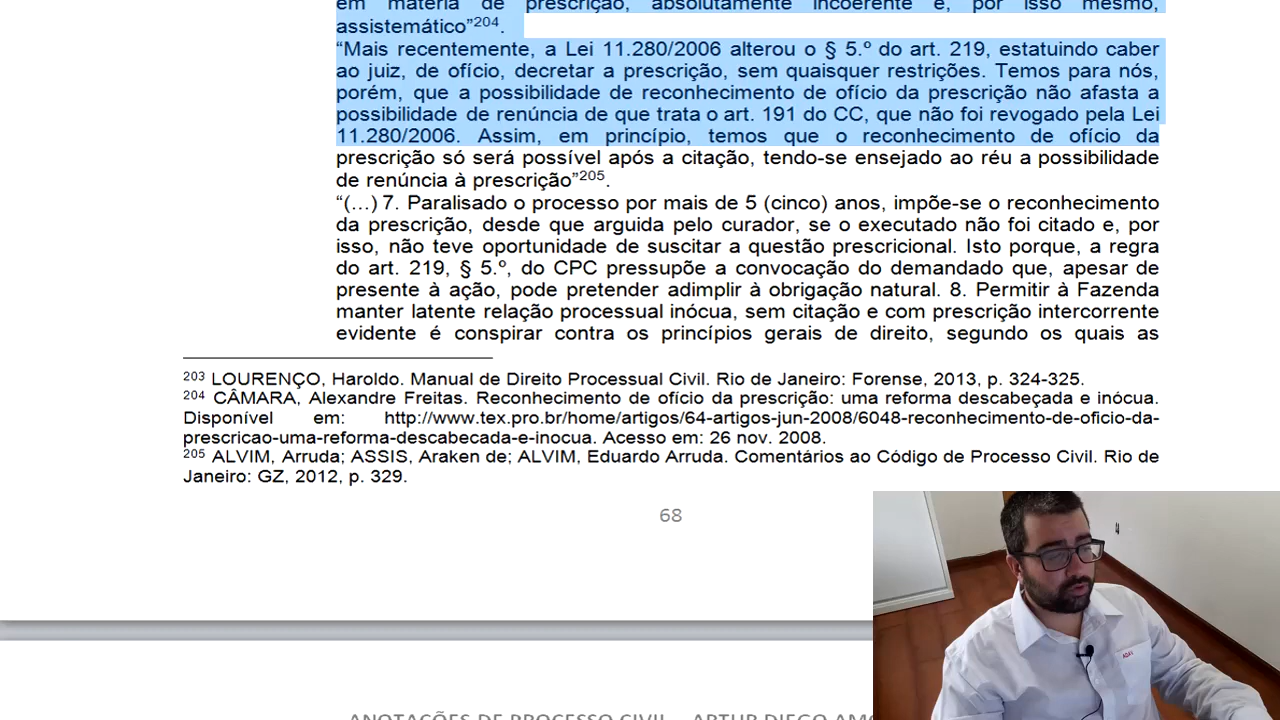 em matéria de prescrição, absolutamente incoerente e, por isso mesmo,
assistemático”204.
“Mais recentemente, a Lei 11.280/2006 alterou o § 5.º do art. 219, estatuindo caber
ao juiz, de ofício, decretar a prescrição, sem quaisquer restrições. Temos para nós,
porém, que a possibilidade de reconhecimento de ofício da prescrição não afasta a
possibilidade de renúncia de que trata o art. 191 do CC, que não foi revogado pela Lei
11.280/2006. Assim, em princípio, temos que o reconhecimento de ofício da
prescrição só será possível após a citação, tendo-se ensejado ao réu a possibilidade
de renúncia à prescrição”205.
“(…) 7. Paralisado o processo por mais de 5 (cinco) anos, impõe-se o reconhecimento
da prescrição, desde que arguida pelo curador, se o executado não foi citado e, por
isso, não teve oportunidade de suscitar a questão prescricional. Isto porque, a regra
do art. 219, § 5.º, do CPC pressupõe a convocação do demandado que, apesar de
presente à ação, pode pretender adimplir à obrigação natural. 8. Permitir à Fazenda
manter latente relação processual inócua, sem citação e com prescrição intercorrente
evidente é conspirar contra os princípios gerais de direito, segundo os quais as
203 LOURENÇO, Haroldo. Manual de Direito Processual Civil. Rio de Janeiro: Forense, 2013, p. 324-325.
204 CÂMARA, Alexandre Freitas. Reconhecimento de ofício da prescrição: uma reforma descabeçada e inócua.
Disponível em: http://www.tex.pro.br/home/artigos/64-artigos-jun-2008/6048-reconhecimento-de-oficio-da-
prescricao-uma-reforma-descabecada-e-inocua. Acesso em: 26 nov. 2008.
205 ALVIM, Arruda; ASSIS, Araken de; ALVIM, Eduardo Arruda. Comentários ao Código de Processo Civil. Rio de
Janeiro: GZ, 2012, p. 329.
68
ANOTAÇÕES DE PROCESSO CIVIL – ARTUR DIEGO